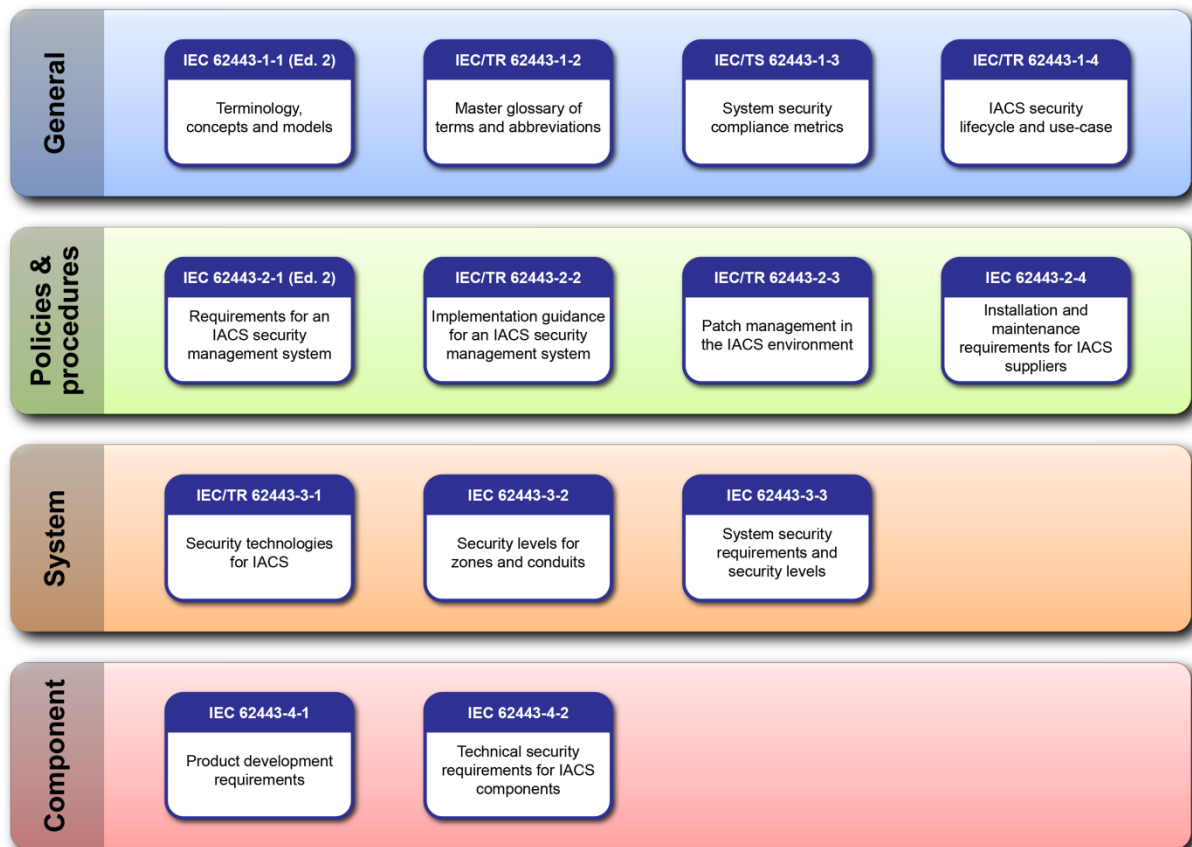 General
IEC 62443-1-1 (Ed. 2)
Terminology,
concepts and models
IEC/TR 62443-1-2
Master glossary of
terms and abbreviations
IEC/TS 62443-1-3
System security
compliance metrics
IEC/TR 62443-1-4
IACS security
lifecycle and use-case
Policies &
procedures
IEC 62443-2-1 (Ed. 2)
Requirements for an
IACS security
management system
IEC/TR 62443-2-2
Implementation guidance
for an IACS security
management system
IEC/TR 62443-2-3
Patch management in
the IACS environment
IEC 62443-2-4
Installation and
maintenance
requirements for IACS
suppliers
System
IEC/TR 62443-3-1
Security technologies
for IACS
IEC 62443-3-2
Security levels for
zones and conduits
IEC 62443-3-3
System security
requirements and
security levels
Component
IEC 62443-4-1
Product development
requirements
IEC 62443-4-2
Technical security
requirements for IACS
components